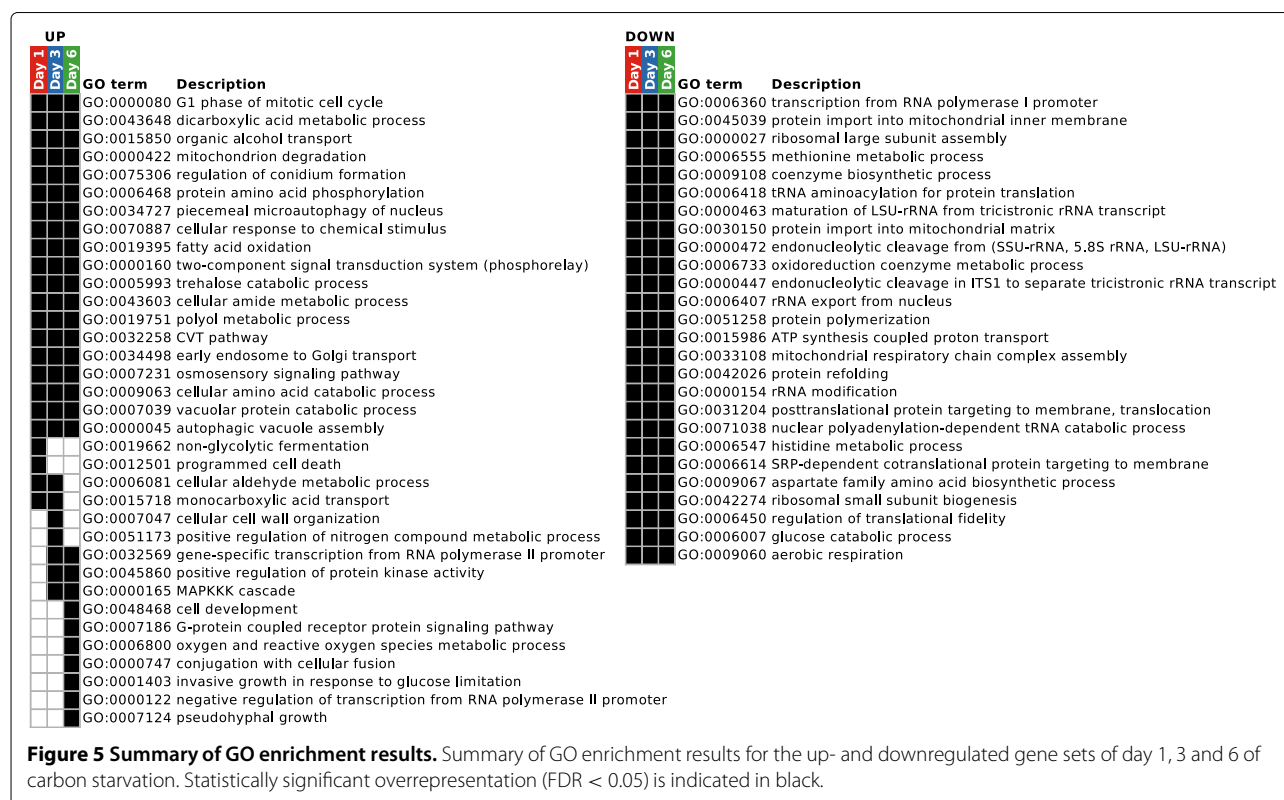 UP
Day 1 Day 3 Day 6
GO term Description
GO:0000080 G1 phase of mitotic cell cycle
GO:0043648 dicarboxylic acid metabolic process
GO:0015850 organic alcohol transport
GO:0000422 mitochondrion degradation
GO:0075306 regulation of conidium formation
GO:0006468 protein amino acid phosphorylation
GO:0034727 piecemeal microautophagy of nucleus
GO:0070887 cellular response to chemical stimulus
GO:0019395 fatty acid oxidation
GO:0000160 two-component signal transduction system (phosphorelay)
GO:0005993 trehalose catabolic process
GO:0043603 cellular amide metabolic process
GO:0019751 polyol metabolic process
GO:0032258 CVT pathway
GO:0034498 early endosome to Golgi transport
GO:0007231 osmosensory signaling pathway
GO:0009063 cellular amino acid catabolic process
GO:0007039 vacuolar protein catabolic process
GO:0000045 autophagic vacuole assembly
GO:0019662 non-glycolytic fermentation
GO:0012501 programmed cell death
GO:0006081 cellular aldehyde metabolic process
GO:0015718 monocarboxylic acid transport
GO:0007047 cellular cell wall organization
GO:0051173 positive regulation of nitrogen compound metabolic process
GO:0032569 gene-specific transcription from RNA polymerase II promoter
GO:0045860 positive regulation of protein kinase activity
GO:0000165 MAPKKK cascade
GO:0048468 cell development
GO:0007186 G-protein coupled receptor protein signaling pathway
GO:0006800 oxygen and reactive oxygen species metabolic process
GO:0000747 conjugation with cellular fusion
GO:0001403 invasive growth in response to glucose limitation
GO:0000122 negative regulation of transcription from RNA polymerase II promoter
GO:0007124 pseudohyphal growth
DOWN
Day 1 Day 3 Day 6
GO term Description
GO:0006360 transcription from RNA polymerase I promoter
GO:0045039 protein import into mitochondrial inner membrane
GO:0000027 ribosomal large subunit assembly
GO:0006555 methionine metabolic process
GO:0009108 coenzyme biosynthetic process
GO:0006418 tRNA aminoacylation for protein translation
GO:0000463 maturation of LSU-rRNA from tricistronic rRNA transcript
GO:0030150 protein import into mitochondrial matrix
GO:0000472 endonucleolytic cleavage from (SSU-rRNA, 5.8S rRNA, LSU-rRNA)
GO:0006733 oxidoreduction coenzyme metabolic process
GO:0000447 endonucleolytic cleavage in ITS1 to separate tricistronic rRNA transcript
GO:0006407 rRNA export from nucleus
GO:0051258 protein polymerization
GO:0015986 ATP synthesis coupled proton transport
GO:0033108 mitochondrial respiratory chain complex assembly
GO:0042026 protein refolding
GO:0000154 rRNA modification
GO:0031204 posttranslational protein targeting to membrane, translocation
GO:0071038 nuclear polyadenylation-dependent tRNA catabolic process
GO:0006547 histidine metabolic process
GO:0006614 SRP-dependent cotranslational protein targeting to membrane
GO:0009067 aspartate family amino acid biosynthetic process
GO:0042274 ribosomal small subunit biogenesis
GO:0006450 regulation of translational fidelity
GO:0006007 glucose catabolic process
GO:0009060 aerobic respiration
Figure 5 Summary of GO enrichment results. Summary of GO enrichment results for the up- and downregulated gene sets of day 1, 3 and 6 of
carbon starvation. Statistically significant overrepresentation (FDR < 0.05) is indicated in black.